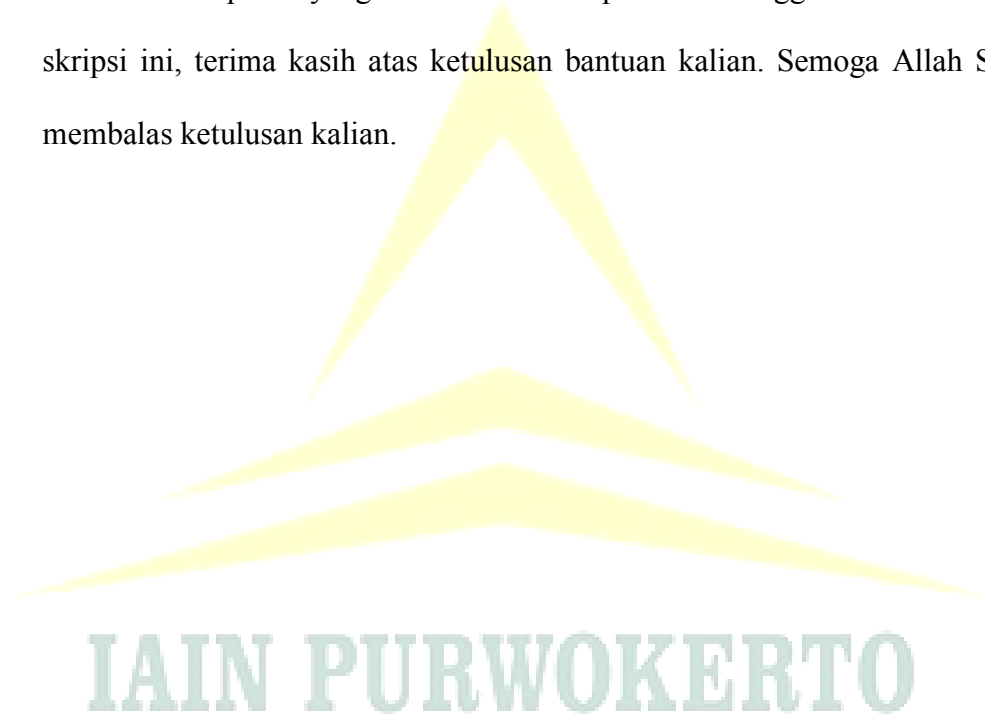 skripsi ini, terima kasih atas ketulusan bantuan kalian. Semoga Allah S
membalas ketulusan kalian.
IAIN PURWOKERTO